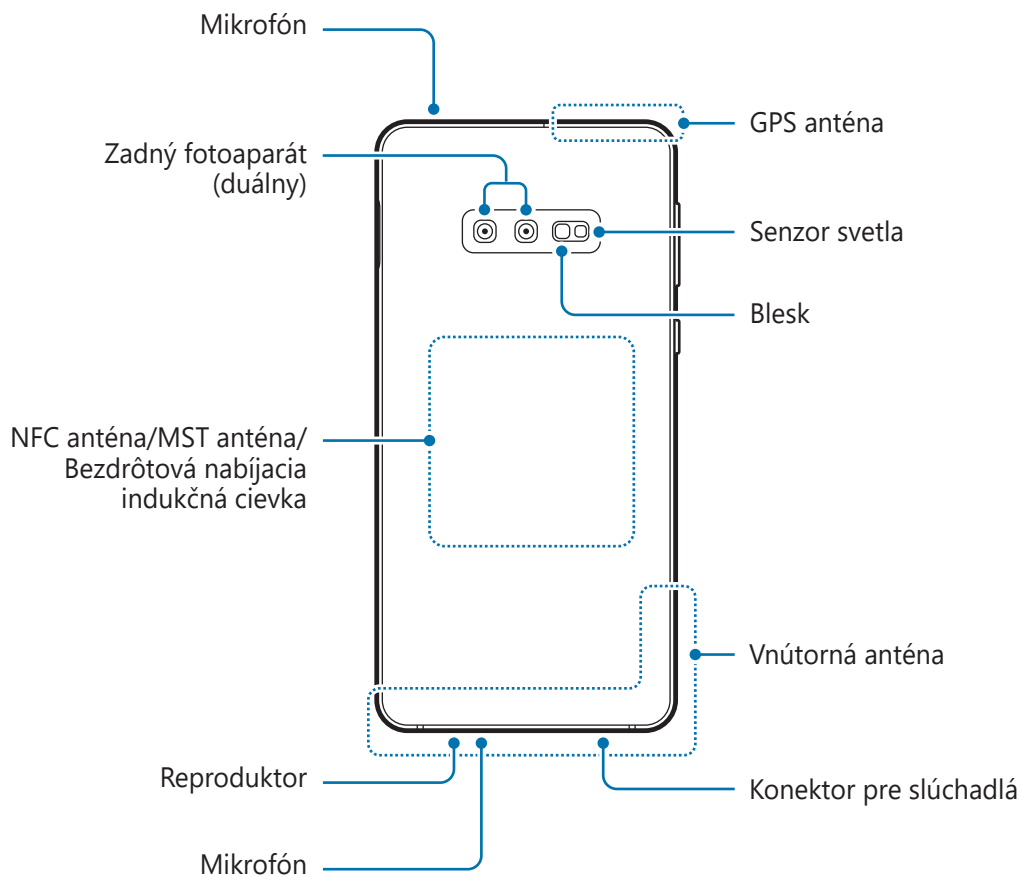 Mikrofón
GPS anténa
Zadný fotoaparát
(duálny)
Senzor svetla
Blesk
NFC anténa/MST anténa/
Bezdrôtová nabíjacia
indukčná cievka
Vnútorná anténa
Reproduktor
Konektor pre slúchadlá
Mikrofón